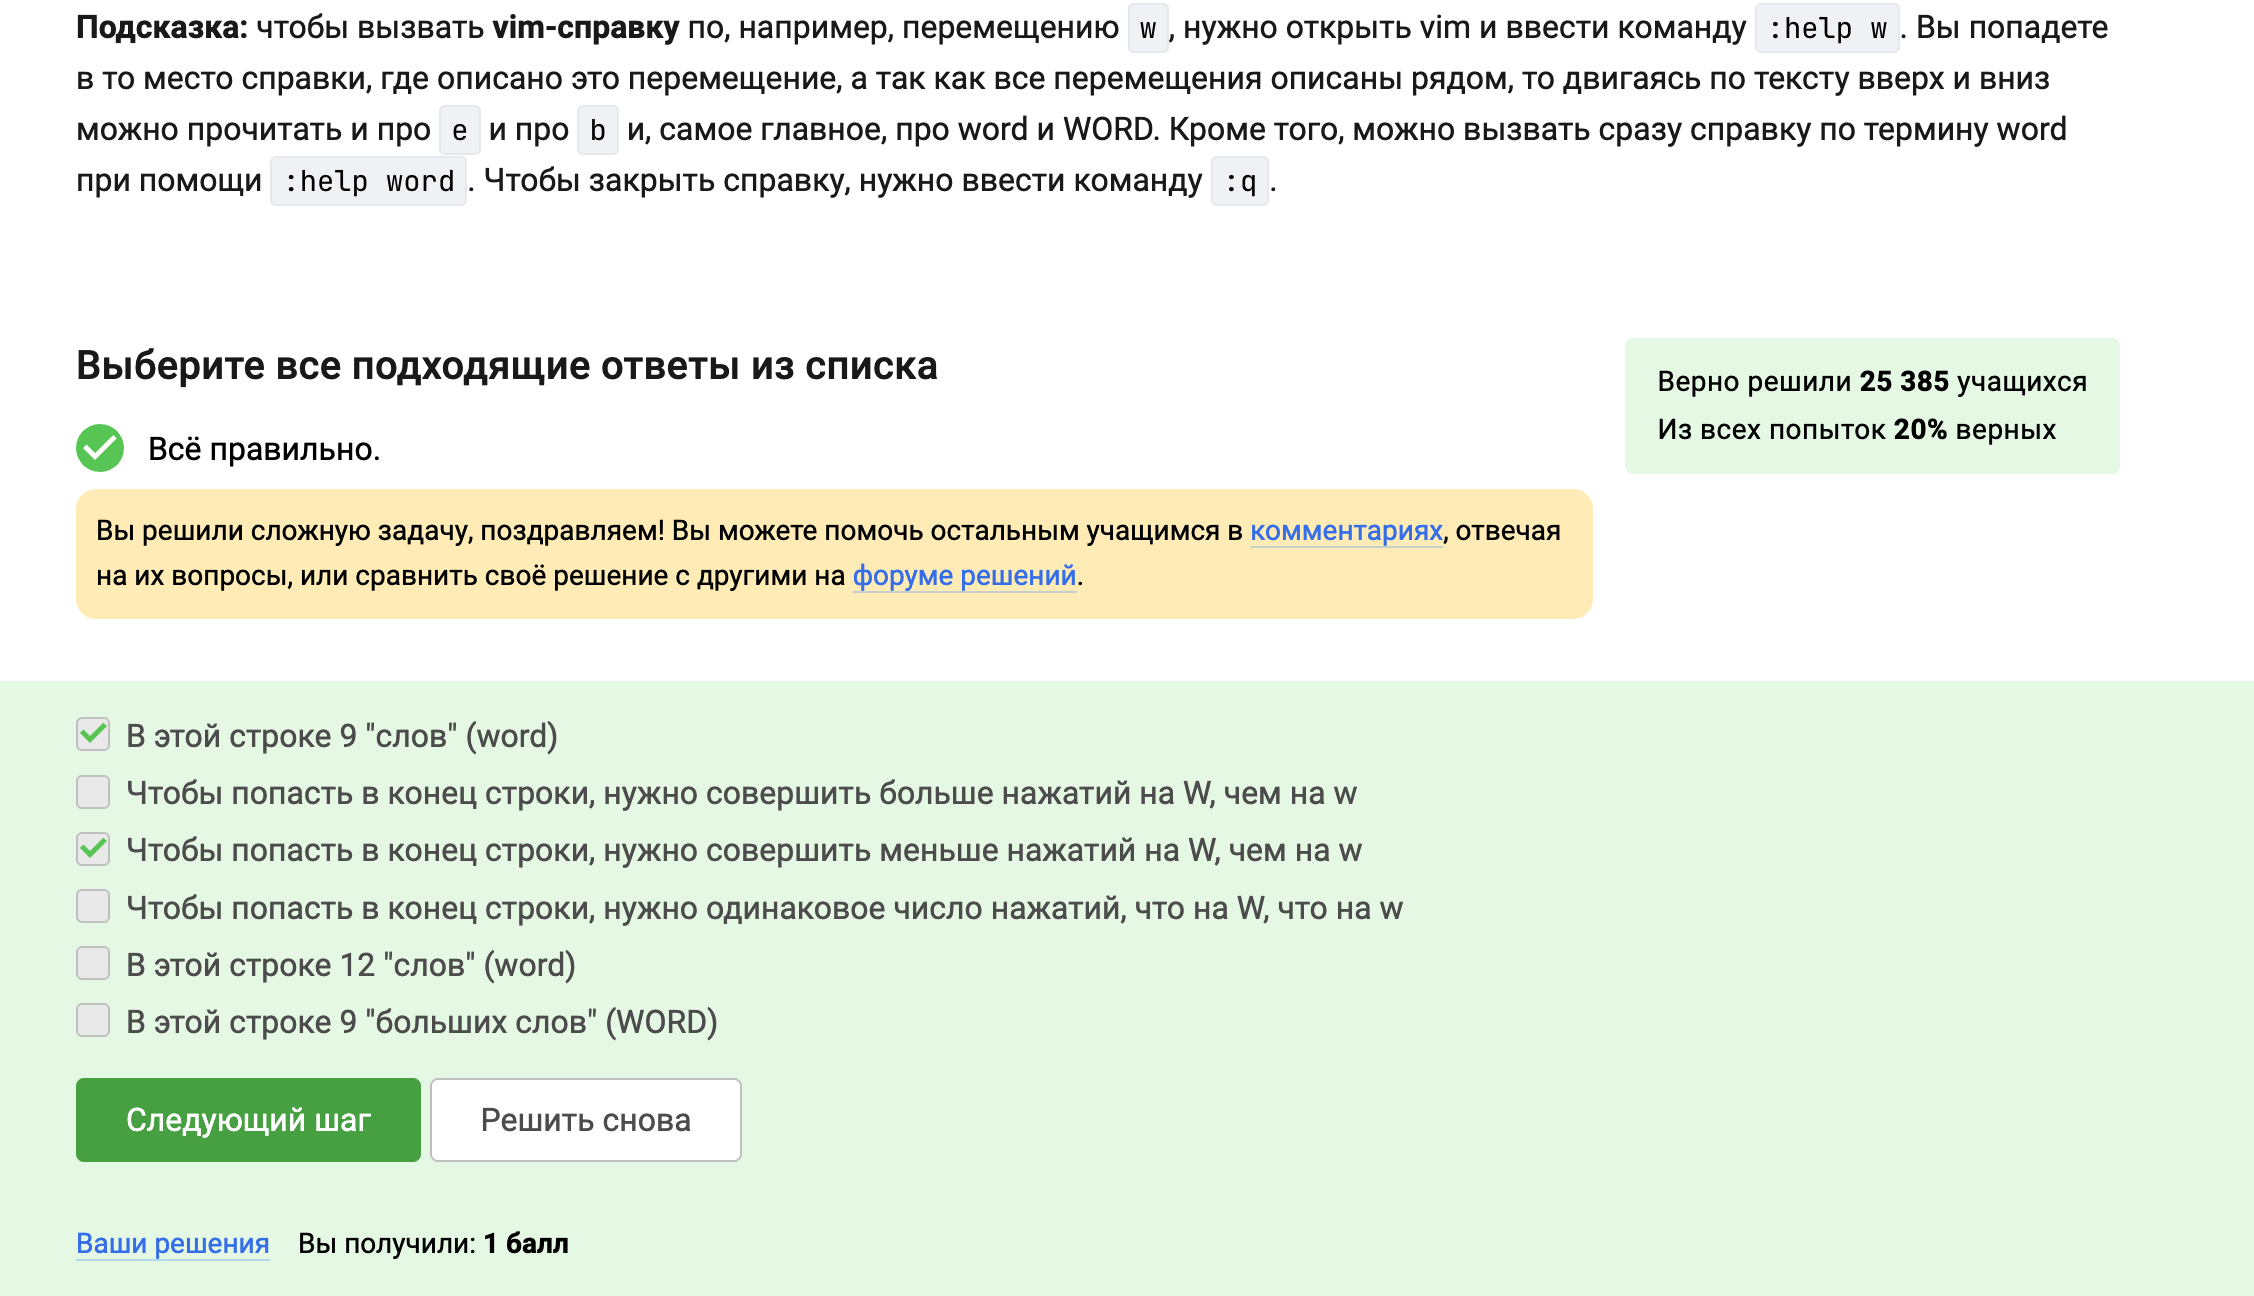 Подсказка: чтобы вызвать vim-справку по, например, перемещению w, нужно открыть vim и ввести команду :help w. Вы попадете
в то место справки, где описано это перемещение, а так как все перемещения описаны рядом, то двигаясь по тексту вверх и вниз
можно прочитать и про e и про b и, самое главное, про word и WORD. Кроме того, можно вызвать сразу справку по термину word
при помощи :help word. Чтобы закрыть справку, нужно ввести команду :q.
Выберите все подходящие ответы из списка
Верно решили 25 385 учащихся
Из всех попыток 20% верных
Всё правильно.
Вы решили сложную задачу, поздравляем! Вы можете помочь остальным учащимся в комментариях, отвечая
на их вопросы, или сравнить своё решение с другими на форуме решений.
В этой строке 9 "слов" (word)
Чтобы попасть в конец строки, нужно совершить больше нажатий на W, чем на w
Чтобы попасть в конец строки, нужно совершить меньше нажатий на W, чем на w
Чтобы попасть в конец строки, нужно одинаковое число нажатий, что на W, что на w
В этой строке 12 "слов" (word)
В этой строке 9 "больших слов" (WORD)
Следующий шаг Решить снова
Ваши решения Вы получили: 1 балл